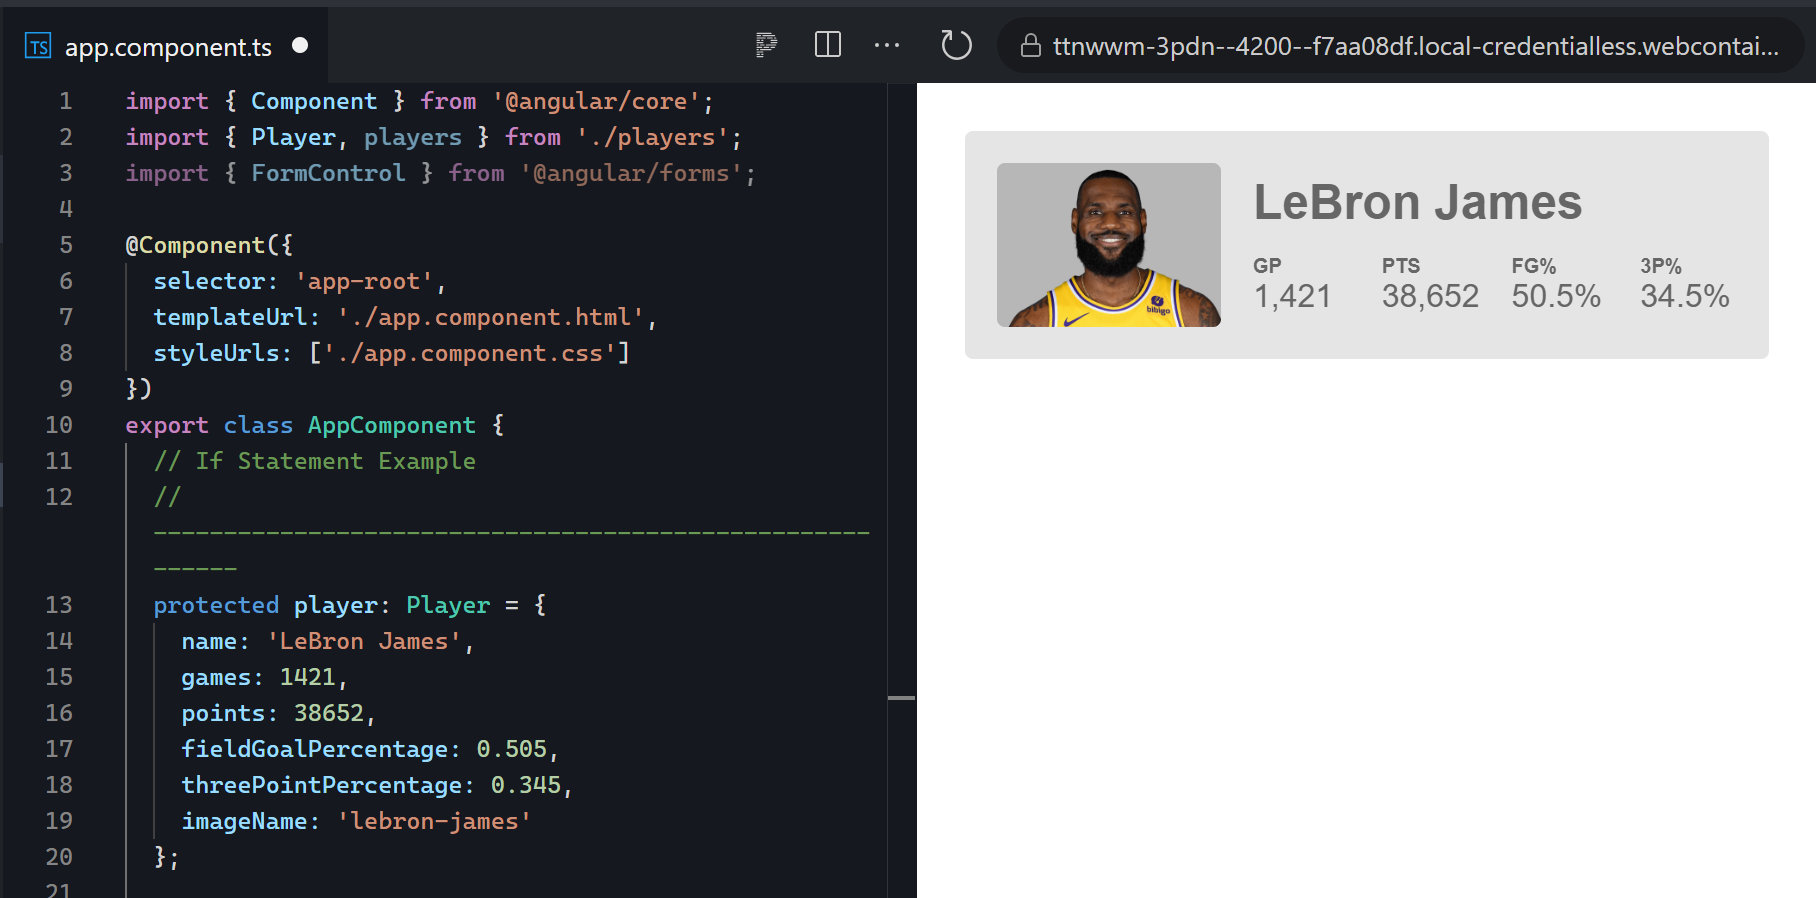 TS app.component.ts
ttnwwm-3pdn--4200--f7aa08df.local-credentialless.webcontai...
1 import { Component } from '@angular/core';
2 import { Player, players } from './players';
3 import { FormControl } from '@angular/forms';
4
5 @Component({
6 selector: 'app-root',
7 templateUrl: './app.component.html',
8 styleUrls: ['./app.component.css']
9 })
10 export class AppComponent {
11 // If Statement Example
12 //
---------------------------------------------------
------
13 protected player: Player = {
14 name: 'LeBron James',
15 games: 1421,
16 points: 38652,
17 fieldGoalPercentage: 0.505,
18 threePointPercentage: 0.345,
19 imageName: 'lebron-james'
20 };
21
bibigo
LeBron James
GP PTS FG% 3P%
1,421 38,652 50.5% 34.5%